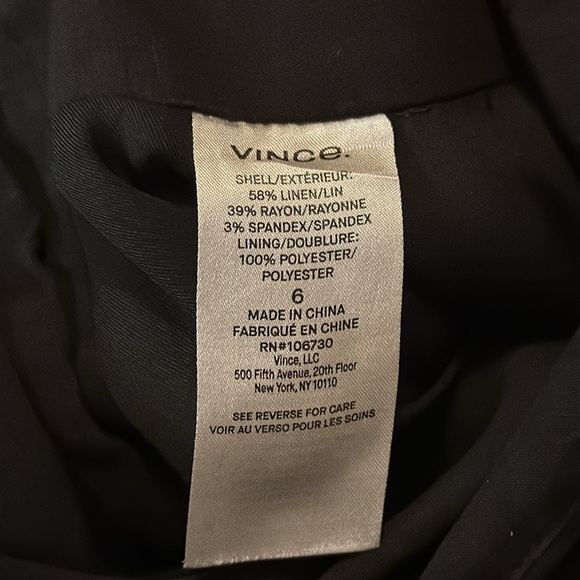 VINCE.
SHELL/EXTÉRIEUR:
58% LINEN/LIN
39% RAYON/RAYONNE
3% SPANDEX/SPANDEX
LINING/DOUBLURE:
100% POLYESTER/
POLYESTER
6
MADE IN CHINA
FABRIQUÉ EN CHINE
RN#106730
Vince, LLC
500 Fifth Avenue, 20th Floor
New York, NY 10110
SEE REVERSE FOR CARE
VOIR AU VERSO POUR LES SOINS